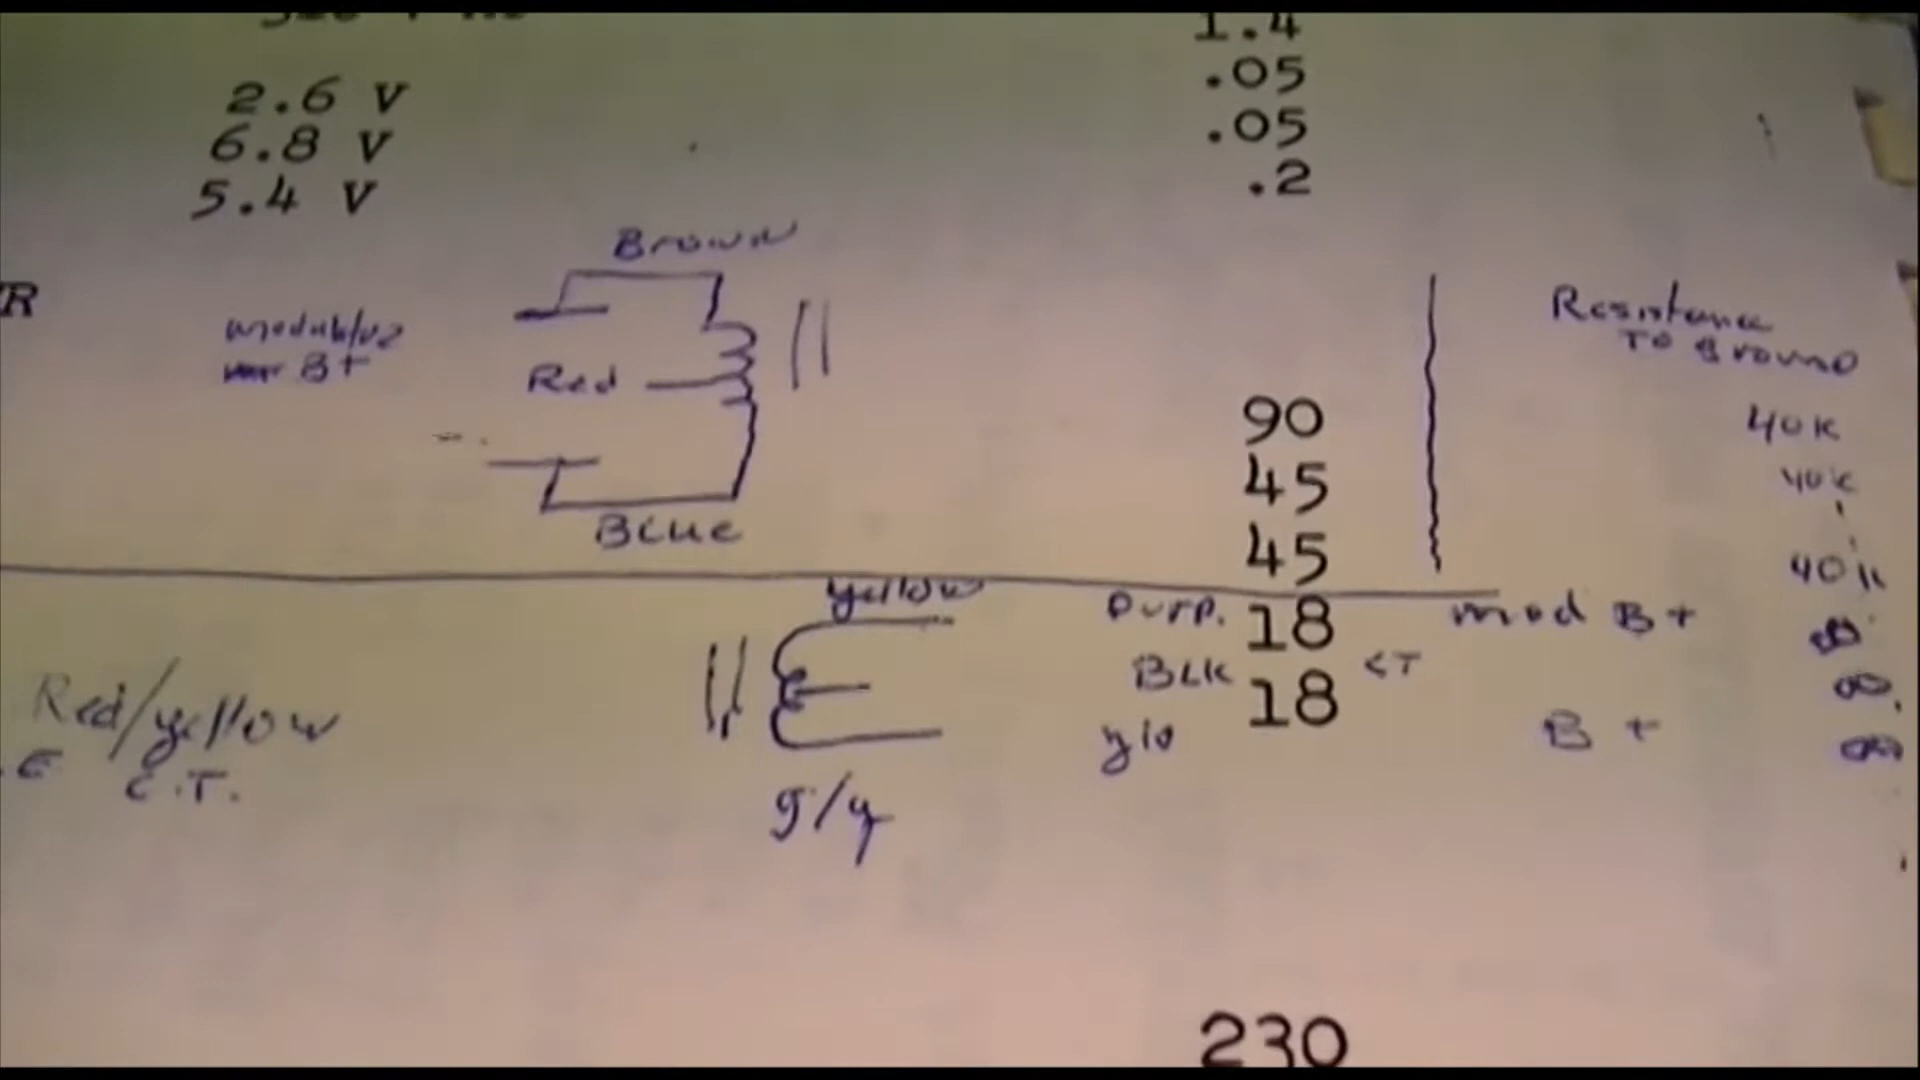 1.4
2.6 V .05
6.8 V .05
5.4 V .2
Brown
R
Resistance
To Ground
B+
Red
90 40K
45 40K
45 40K
Blue
yellow
Purp. 18 mod B+ ∞
BLK 18 CT ∞
Red/yellow
C.T.
B+ ∞
g/y
230